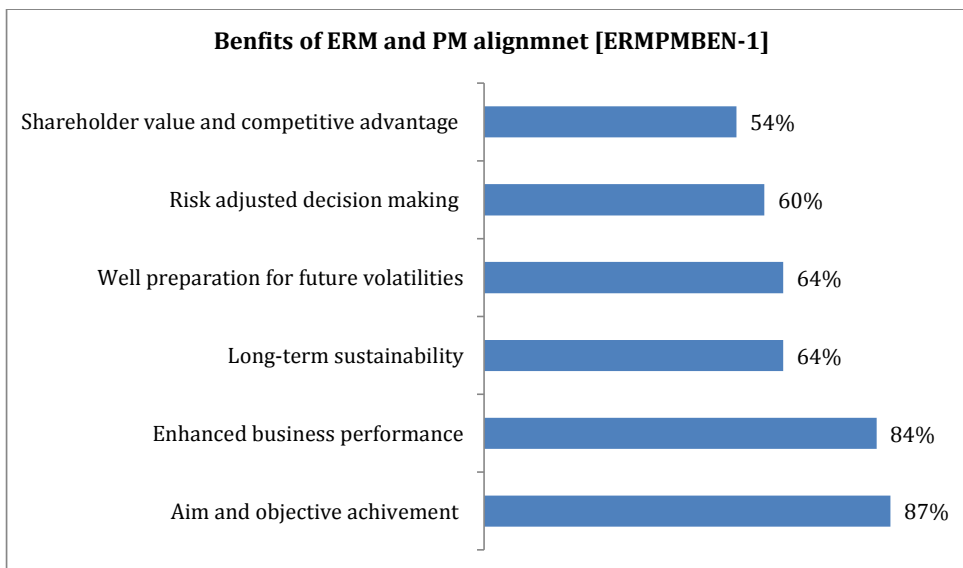 Benfits of ERM and PM alignmnet [ERMPMBEN-1]
Shareholder value and competitive advantage 54%
Risk adjusted decision making 60%
Well preparation for future volatilities 64%
Long-term sustainability 64%
Enhanced business performance 84%
Aim and objective achivement 87%